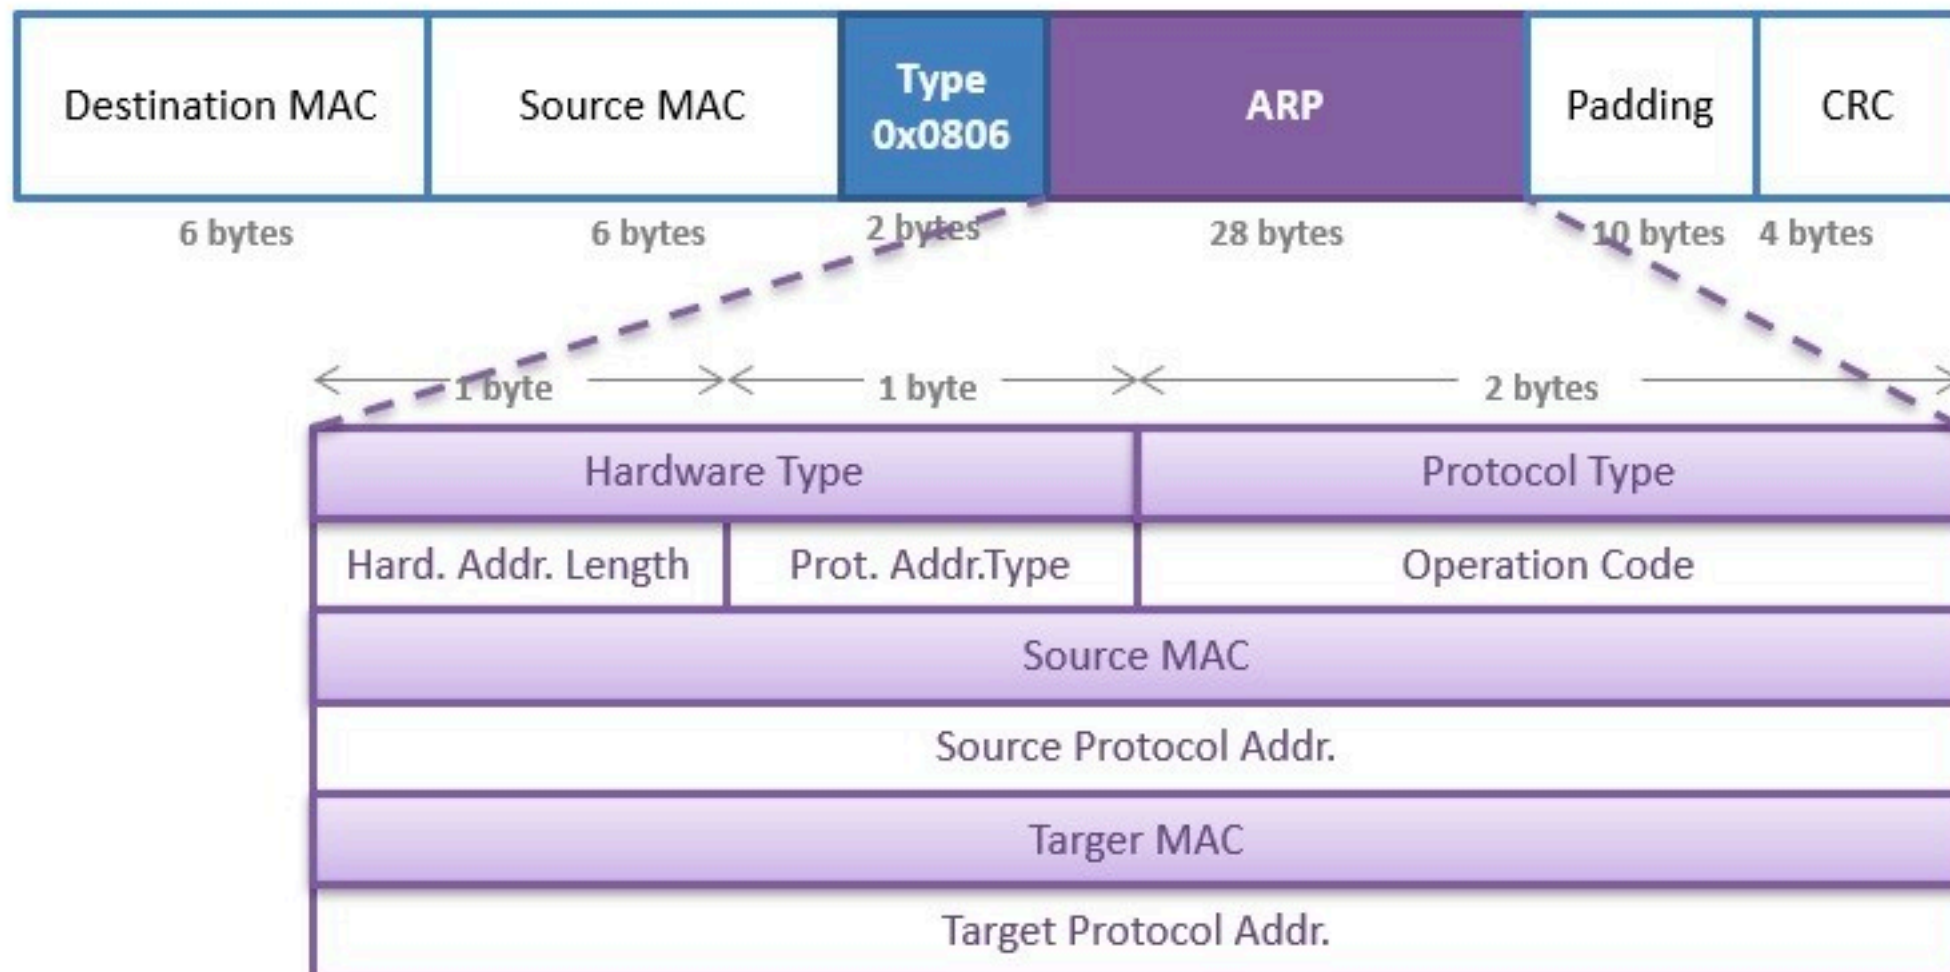 Destination MAC
Source MAC
Type
0x0806
ARP
Padding
CRC
6 bytes
6 bytes
2 bytes
28 bytes
10 bytes
4 bytes
1 byte
1 byte
2 bytes
Hardware Type
Protocol Type
Hard. Addr. Length
Prot. Addr.Type
Operation Code
Source MAC
Source Protocol Addr.
Targer MAC
Target Protocol Addr.